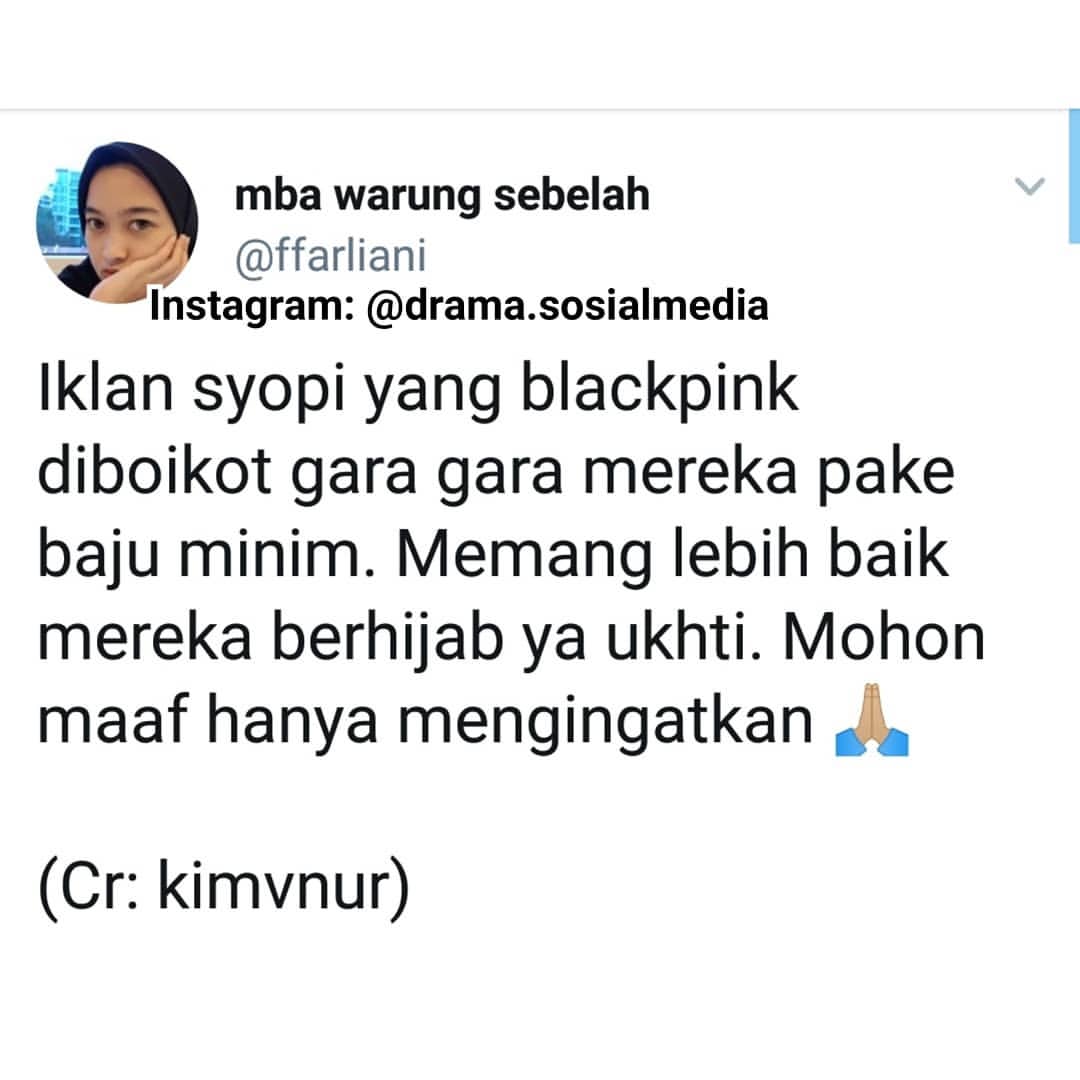 mba warung sebelah
@ffarliani
Instagram: @drama.sosialmedia
Iklan syopi yang blackpink
diboikot gara gara mereka pake
baju minim. Memang lebih baik
mereka berhijab ya ukhti. Mohon
maaf hanya mengingatkan 🙏🏼
(Cr: kimvnur)